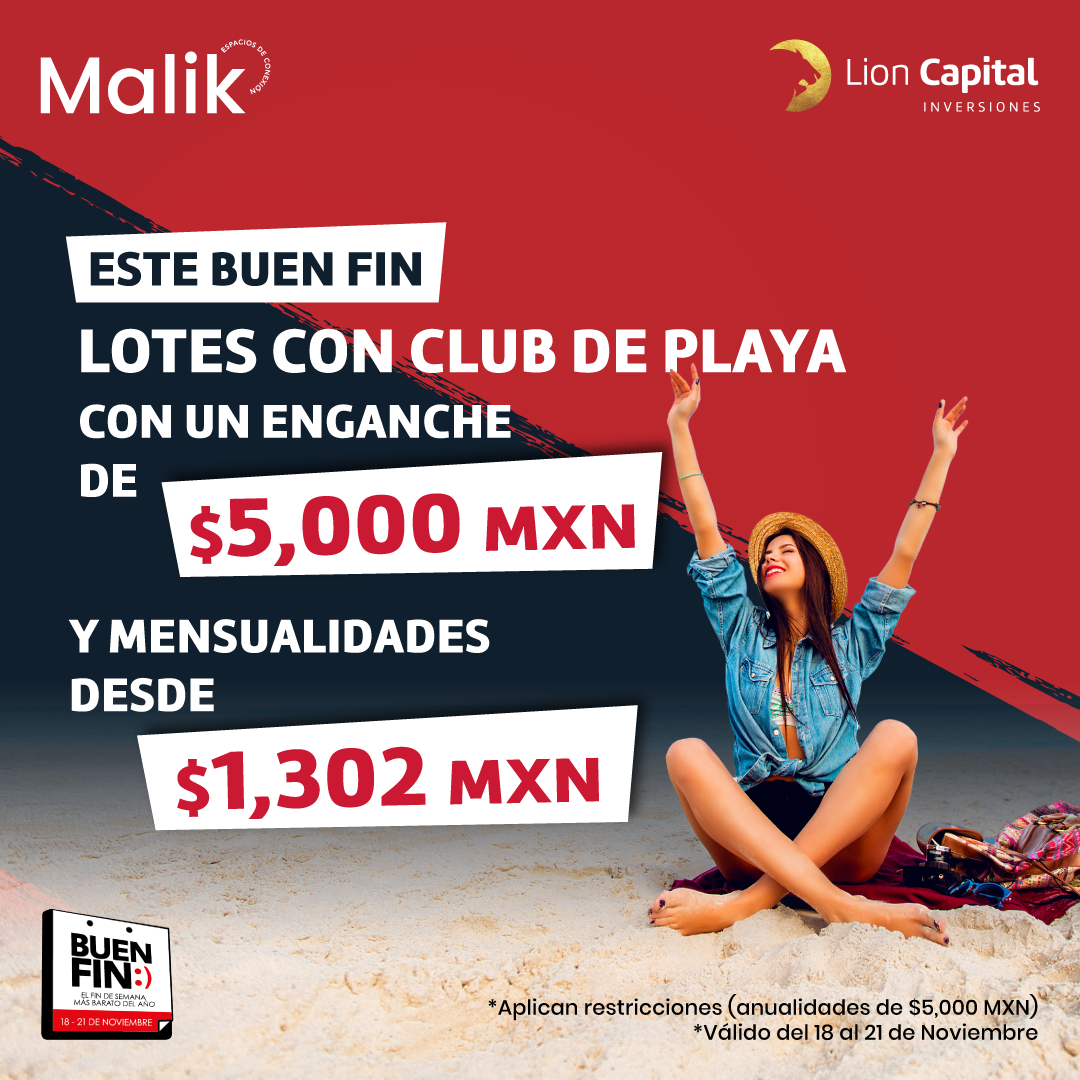 Malik
ESPACIOS DE CONEXIÓN
Lion Capital
INVERSIONES
ESTE BUEN FIN
LOTES CON CLUB DE PLAYA
CON UN ENGANCHE
DE
$5,000 MXN
Y MENSUALIDADES
DESDE
$1,302 MXN
BUEN
FIN:)
EL FIN DE SEMANA
MÁS BARATO DEL AÑO
18 - 21 DE NOVIEMBRE
*Aplican restricciones (anualidades de $5,000 MXN)
*Válido del 18 al 21 de Noviembre